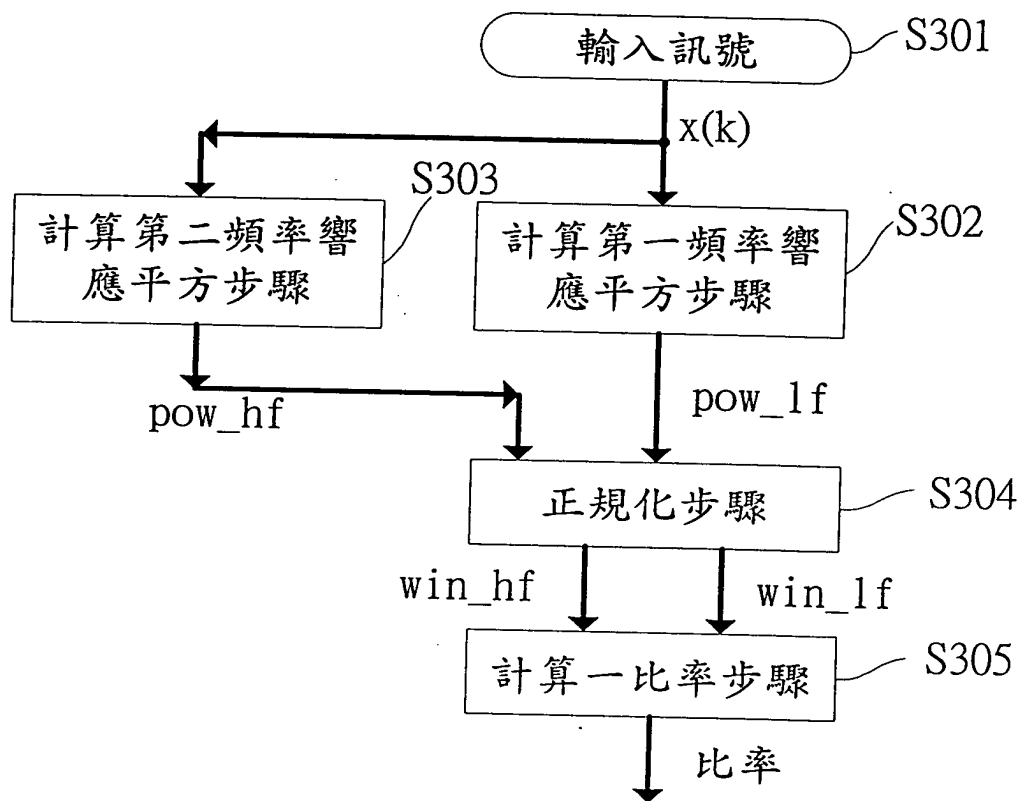 輸入訊號
S301
x(k)
S303
計算第二頻率響
應平方步驟
S302
計算第一頻率響
應平方步驟
pow_hf
pow_lf
正規化步驟
S304
win_hf
win_lf
計算一比率步驟
S305
比率